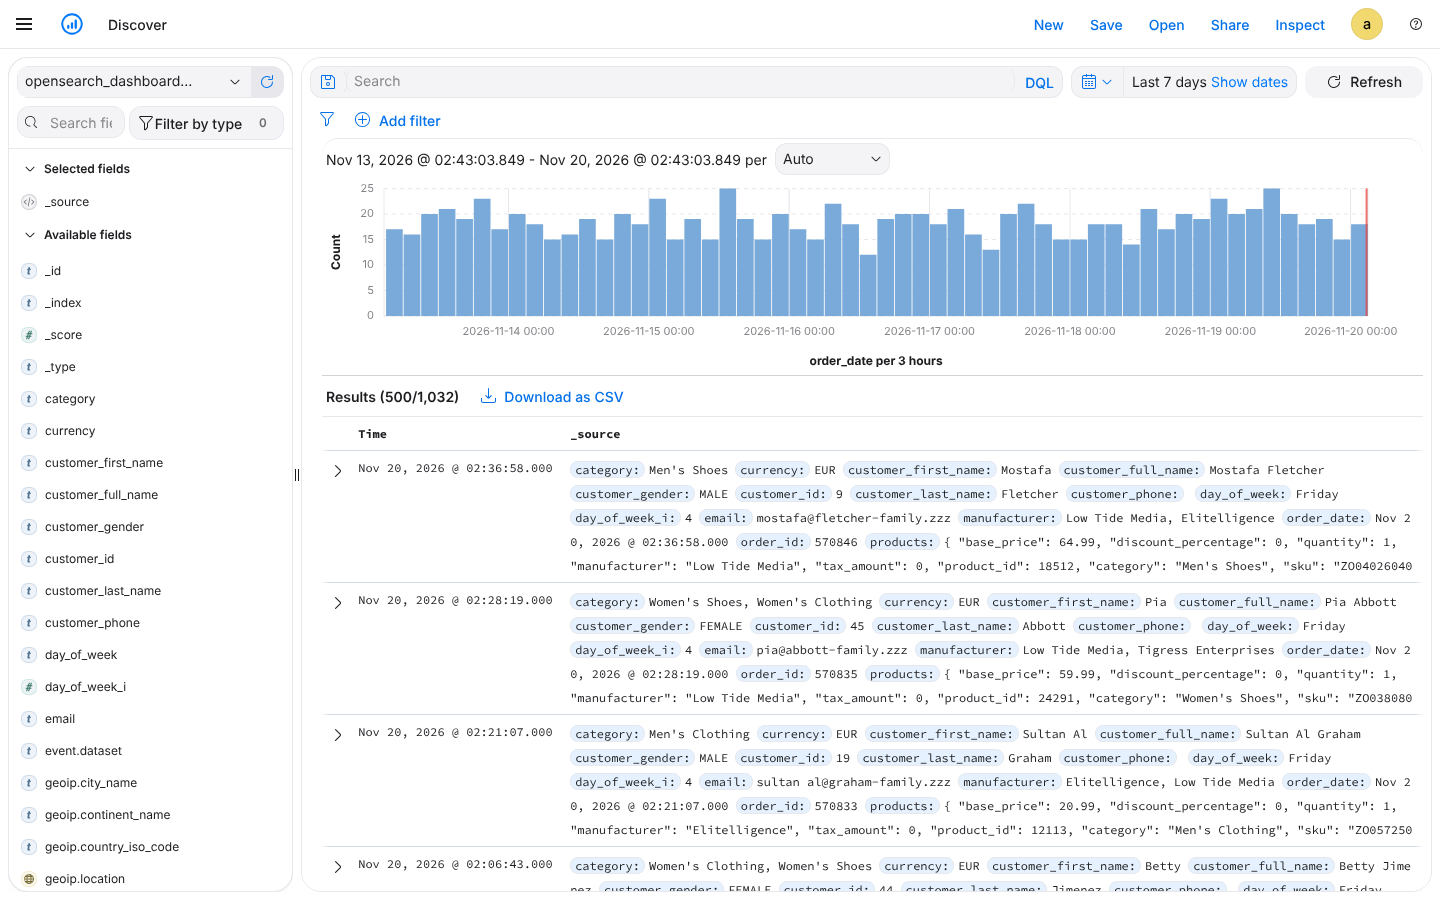 Discover
New Save Open Share Inspect a
opensearch_dashboard...
Search DQL Last 7 days Show dates Refresh
Filter by type 0
Add filter
Selected fields
_source
Available fields
t _id
t _index
# _score
t _type
t category
t currency
t customer_first_name
t customer_full_name
t customer_gender
t customer_id
t customer_last_name
t customer_phone
t day_of_week
# day_of_week_i
t email
t event.dataset
t geoip.city_name
t geoip.continent_name
t geoip.country_iso_code
geoip.location
Nov 13, 2026 @ 02:43:03.849 - Nov 20, 2026 @ 02:43:03.849 per Auto
Count
25
20
15
10
5
0
2026-11-14 00:00 2026-11-15 00:00 2026-11-16 00:00 2026-11-17 00:00 2026-11-18 00:00 2026-11-19 00:00 2026-11-20 00:00
order_date per 3 hours
Results (500/1,032) Download as CSV
Time _source
Nov 20, 2026 @ 02:36:58.000 category: Men's Shoes currency: EUR customer_first_name: Mostafa customer_full_name: Mostafa Fletcher
customer_gender: MALE customer_id: 9 customer_last_name: Fletcher customer_phone: day_of_week: Friday
day_of_week_i: 4 email: mostafa@fletcher-family.zzz manufacturer: Low Tide Media, Elitelligence order_date: Nov 2
0, 2026 @ 02:36:58.000 order_id: 570846 products: { "base_price": 64.99, "discount_percentage": 0, "quantity": 1,
"manufacturer": "Low Tide Media", "tax_amount": 0, "product_id": 18512, "category": "Men's Shoes", "sku": "ZO04026040
Nov 20, 2026 @ 02:28:19.000 category: Women's Shoes, Women's Clothing currency: EUR customer_first_name: Pia customer_full_name: Pia Abbott
customer_gender: FEMALE customer_id: 45 customer_last_name: Abbott customer_phone: day_of_week: Friday
day_of_week_i: 4 email: pia@abbott-family.zzz manufacturer: Low Tide Media, Tigress Enterprises order_date: Nov 2
0, 2026 @ 02:28:19.000 order_id: 570835 products: { "base_price": 59.99, "discount_percentage": 0, "quantity": 1,
"manufacturer": "Low Tide Media", "tax_amount": 0, "product_id": 24291, "category": "Women's Shoes", "sku": "ZO038080
Nov 20, 2026 @ 02:21:07.000 category: Men's Clothing currency: EUR customer_first_name: Sultan Al customer_full_name: Sultan Al Graham
customer_gender: MALE customer_id: 19 customer_last_name: Graham customer_phone: day_of_week: Friday
day_of_week_i: 4 email: sultan al@graham-family.zzz manufacturer: Elitelligence, Low Tide Media order_date: Nov 2
0, 2026 @ 02:21:07.000 order_id: 570833 products: { "base_price": 20.99, "discount_percentage": 0, "quantity": 1,
"manufacturer": "Elitelligence", "tax_amount": 0, "product_id": 12113, "category": "Men's Clothing", "sku": "ZO057250
Nov 20, 2026 @ 02:06:43.000 category: Women's Clothing, Women's Shoes currency: EUR customer_first_name: Betty customer_full_name: Betty Jime
nez customer_gender: FEMALE customer_id: 44 customer_last_name: Jimenez customer_phone: day_of_week: Friday